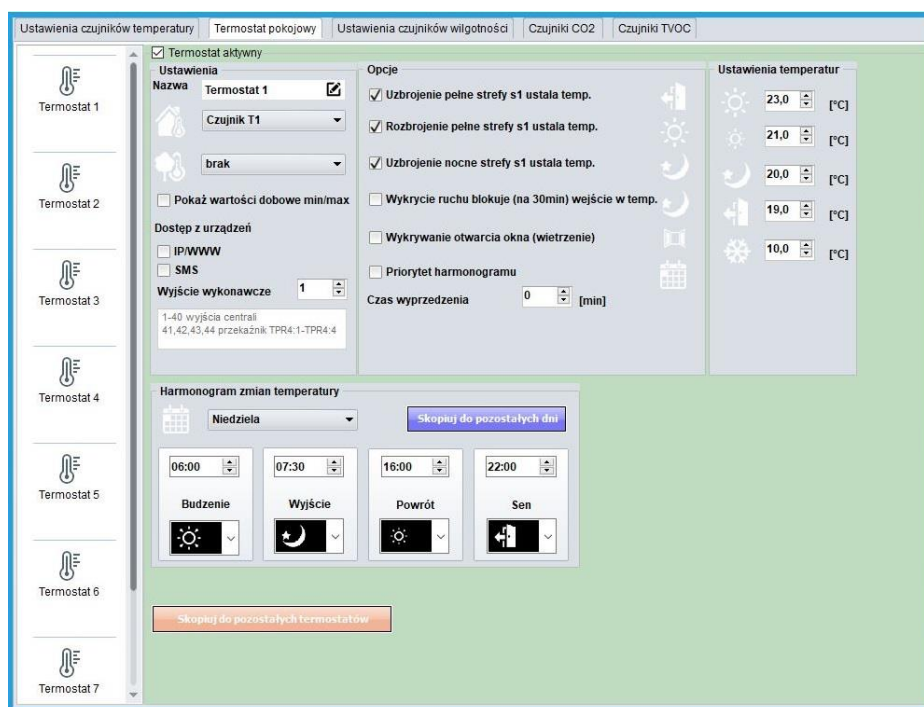 Ustawienia czujników temperatury
Termostat pokojowy
Ustawienia czujników wilgotności
Czujniki CO2
Czujniki TVOC
Termostat 1
Termostat 2
Termostat 3
Termostat 4
Termostat 5
Termostat 6
Termostat 7
Termostat aktywny
Ustawienia
Nazwa
Termostat 1
Czujnik T1
brak
Pokaż wartości dobowe min/max
Dostęp z urządzeń
IP/WWW
SMS
Wyjście wykonawcze 1
1-40 wyjścia centrali
41,42,43,44 przekaźnik TPR4:1-TPR4:4
Opcje
Uzbrojenie pełne strefy s1 ustala temp.
Rozbrojenie pełne strefy s1 ustala temp.
Uzbrojenie nocne strefy s1 ustala temp.
Wykrycie ruchu blokuje (na 30min) wejście w temp.
Wykrywanie otwarcia okna (wietrzenie)
Priorytet harmonogramu
Czas wyprzedzenia 0 [min]
Ustawienia temperatur
23,0 [°C]
21,0 [°C]
20,0 [°C]
19,0 [°C]
10,0 [°C]
Harmonogram zmian temperatury
Niedziela
Skopiuj do pozostałych dni
06:00
Budzenie
07:30
Wyjście
16:00
Powrót
22:00
Sen
Skopiuj do pozostałych termostatów